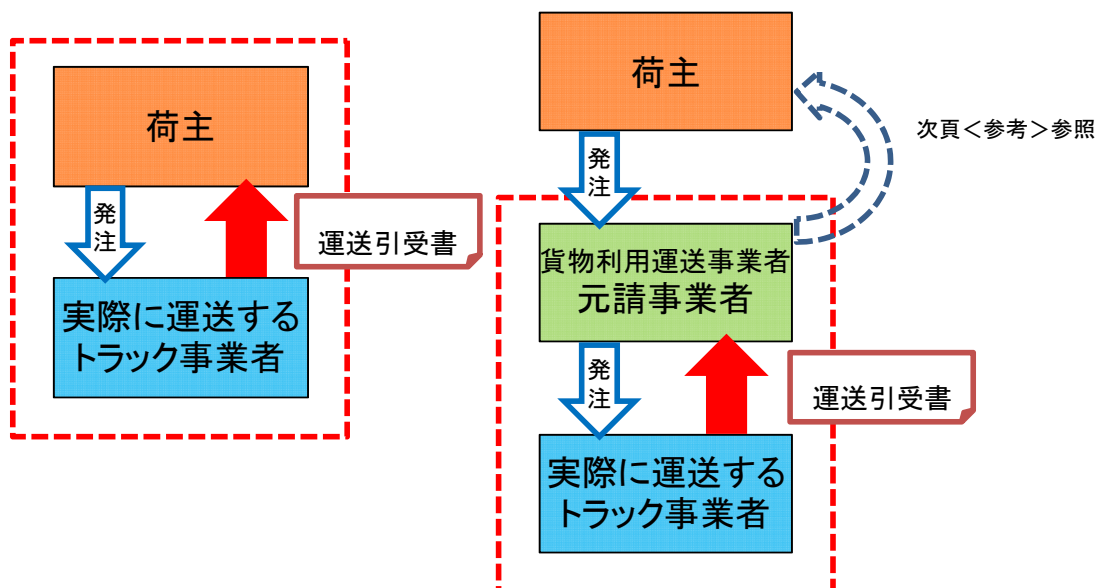 荷主
発
注
運送引受書
実際に運送する
トラック事業者
荷主
次頁＜参考＞参照
発
注
貨物利用運送事業者
元請事業者
発
注
運送引受書
実際に運送する
トラック事業者